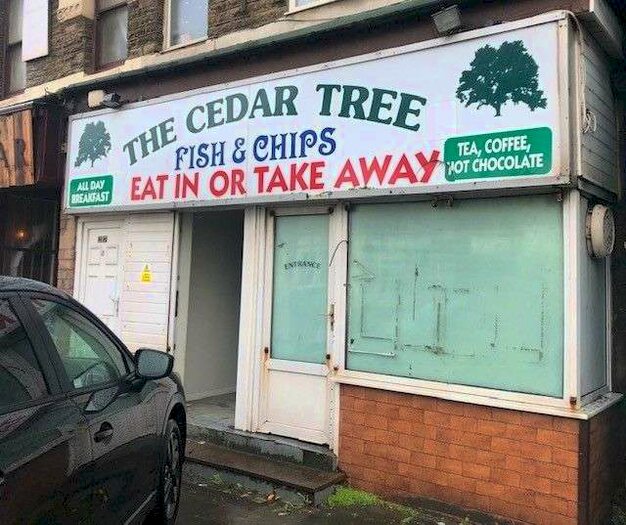 THE CEDAR TREE
FISH & CHIPS
EAT IN OR TAKE AWAY
ALL DAY
BREAKFAST
TEA, COFFEE,
HOT CHOCOLATE
ENTRANCE